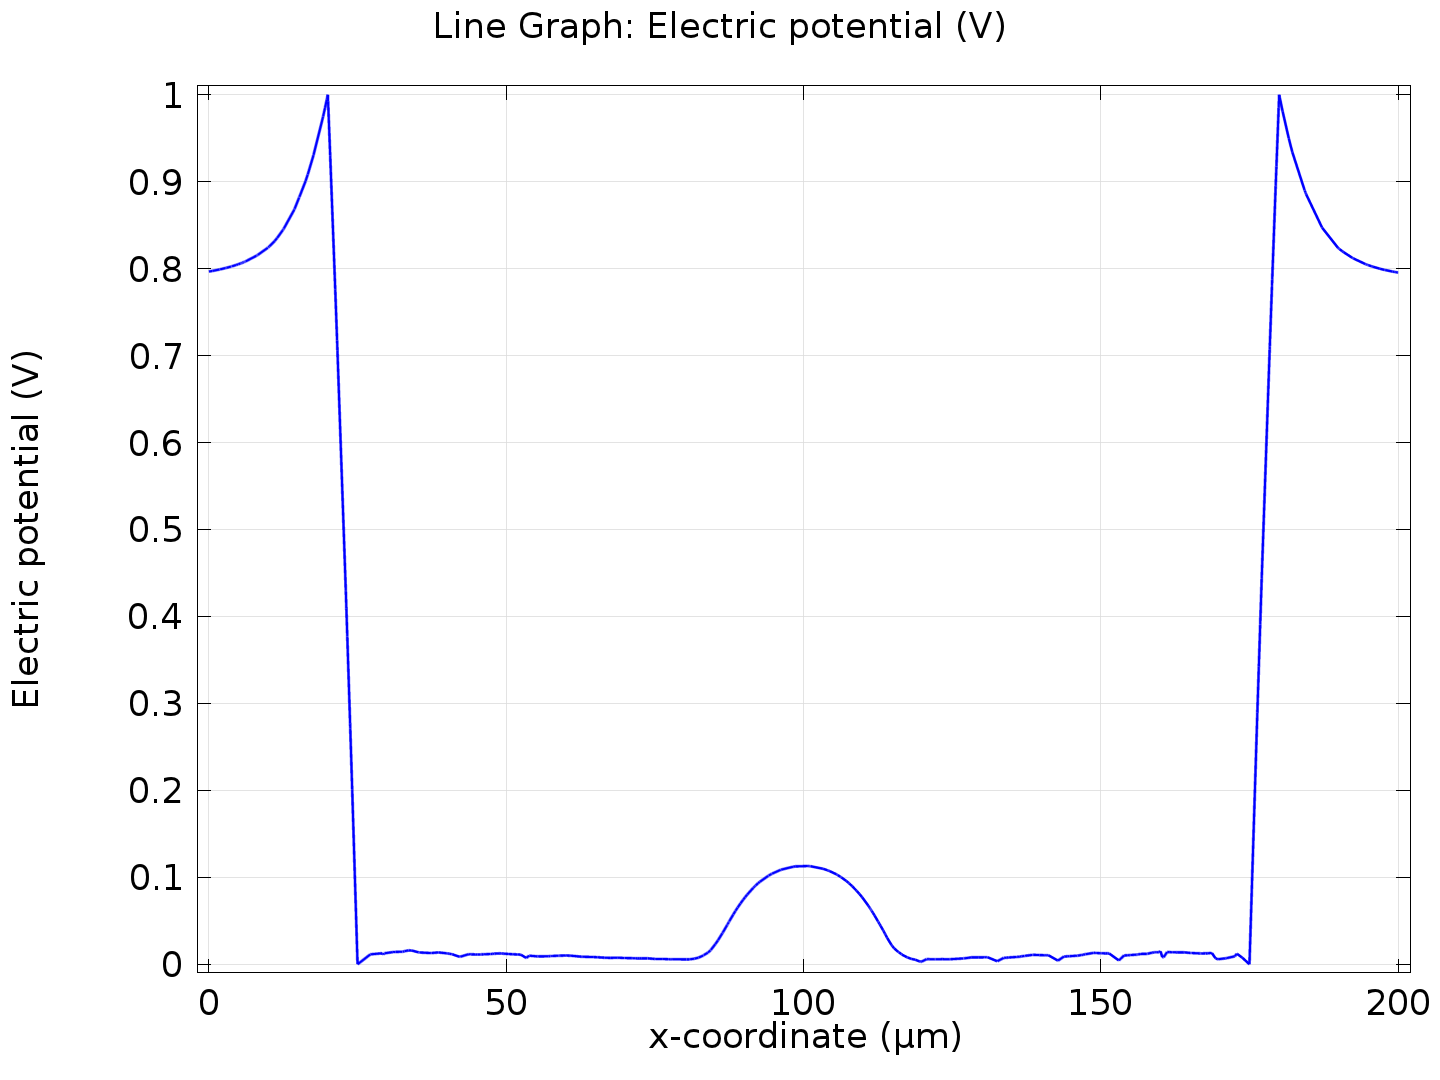 Line Graph: Electric potential (V)
Electric potential (V)
1
0.9
0.8
0.7
0.6
0.5
0.4
0.3
0.2
0.1
0
0 50 100 150 200
x-coordinate (µm)